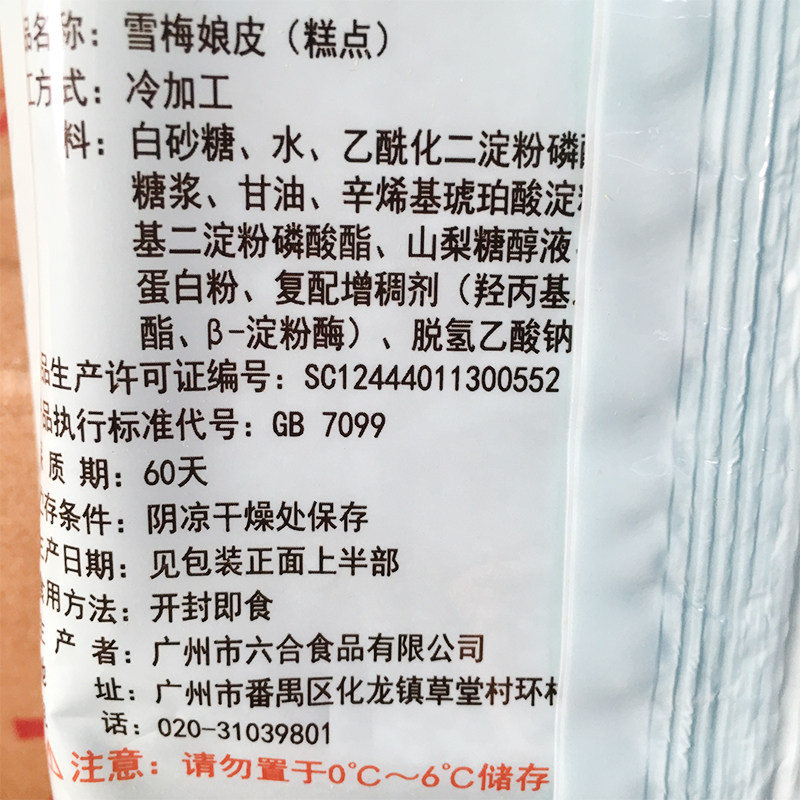 品名称：雪梅娘皮（糕点）
工方式：冷加工
料：白砂糖、水、乙酰化二淀粉磷
糖浆、甘油、辛烯基琥珀酸淀
基二淀粉磷酸酯、山梨糖醇液
蛋白粉、复配增稠剂（羟丙基
酯、β-淀粉酶）、脱氢乙酸钠
品生产许可证编号：SC12444011300552
品执行标准代号：GB 7099
质 期：60天
存条件：阴凉干燥处保存
生产日期：见包装正面上半部
食用方法：开封即食
生 产 者：广州市六合食品有限公司
址：广州市番禺区化龙镇草堂村环村
话：020-31039801
注意：请勿置于0℃～6℃储存